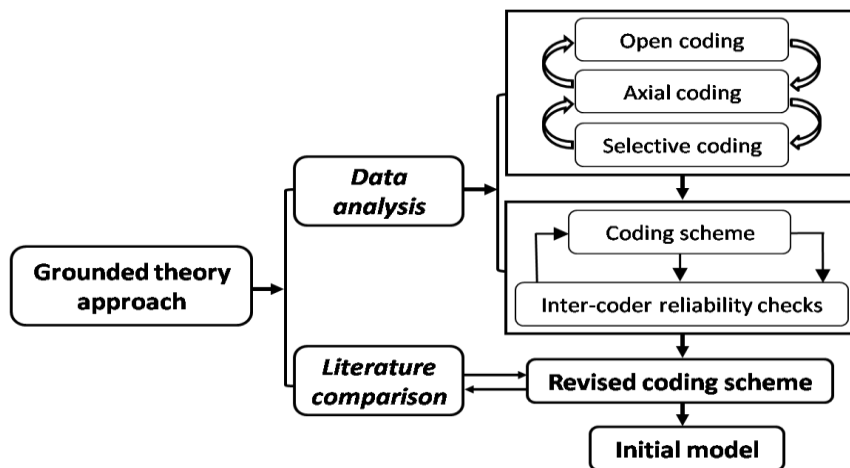 Open coding
Axial coding
Selective coding
Data
analysis
Coding scheme
Grounded theory
approach
Inter-coder reliability checks
Literature
comparison
Revised coding scheme
Initial model